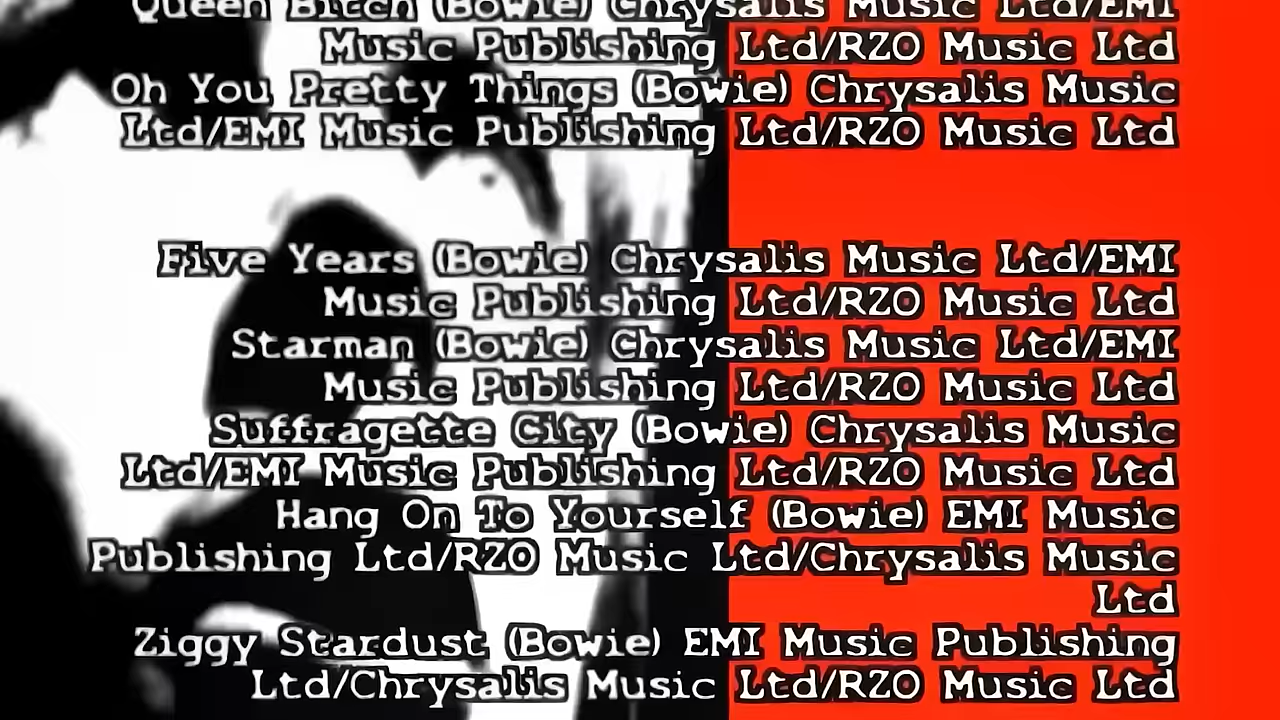 Queen Bitch (Bowie) Chrysalis Music Ltd/EMI
Music Publishing Ltd/RZO Music Ltd
Oh You Pretty Things (Bowie) Chrysalis Music
Ltd/EMI Music Publishing Ltd/RZO Music Ltd
Five Years (Bowie) Chrysalis Music Ltd/EMI
Music Publishing Ltd/RZO Music Ltd
Starman (Bowie) Chrysalis Music Ltd/EMI
Music Publishing Ltd/RZO Music Ltd
Suffragette City (Bowie) Chrysalis Music
Ltd/EMI Music Publishing Ltd/RZO Music Ltd
Hang On To Yourself (Bowie) EMI Music
Publishing Ltd/RZO Music Ltd/Chrysalis Music
Ltd
Ziggy Stardust (Bowie) EMI Music Publishing
Ltd/Chrysalis Music Ltd/RZO Music Ltd